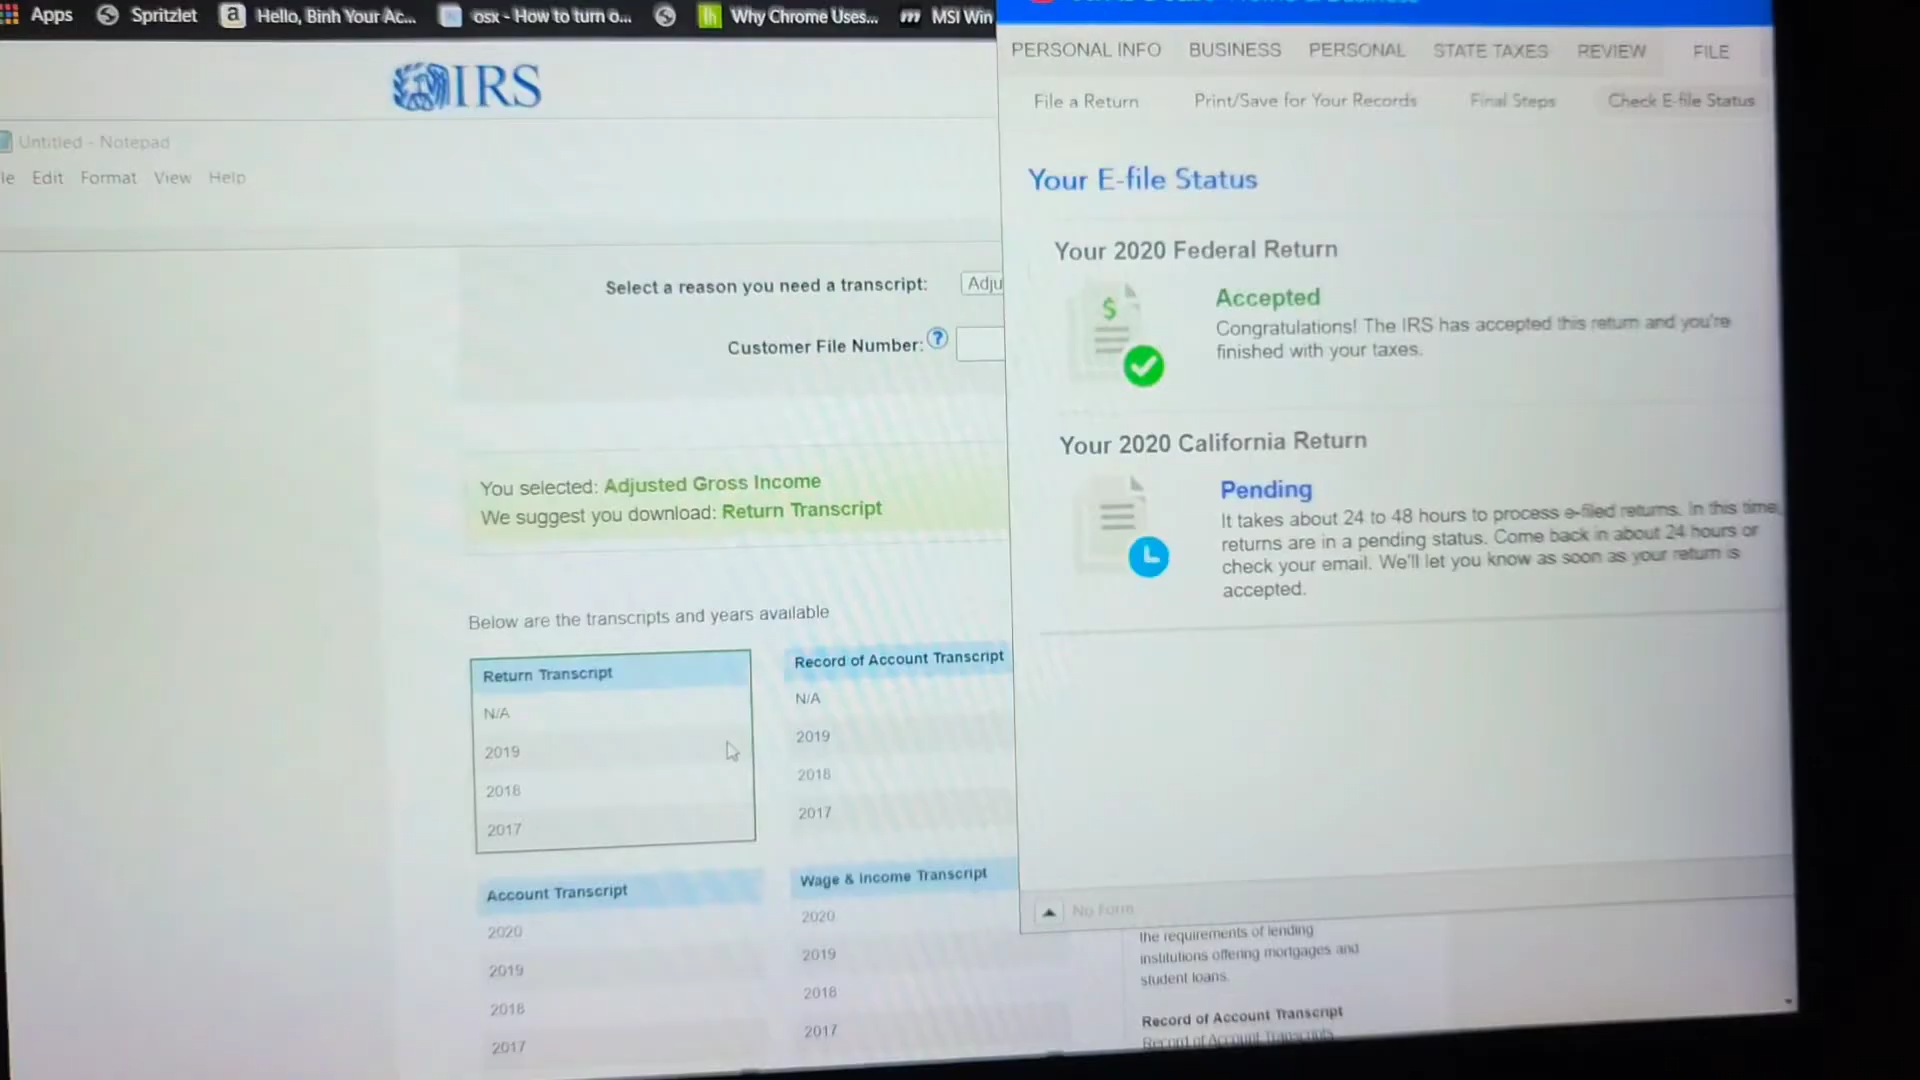 Apps
Spritzlet
Hello, Binh Your Ac...
osx - How to turn o...
Why Chrome Uses...
MSI Win
IRS
Untitled - Notepad
le Edit Format View Help
Select a reason you need a transcript:
Adju
Customer File Number:
?
You selected: Adjusted Gross Income
We suggest you download: Return Transcript
Below are the transcripts and years available
Return Transcript
N/A
2019
2018
2017
Record of Account Transcript
N/A
2019
2018
2017
Account Transcript
2020
2019
2018
2017
Wage & Income Transcript
2020
2019
2018
2017
PERSONAL INFO BUSINESS PERSONAL STATE TAXES REVIEW FILE
File a Return Print/Save for Your Records Final Steps Check E-file Status
Your E-file Status
Your 2020 Federal Return
Accepted
Congratulations! The IRS has accepted this return and you're
finished with your taxes.
Your 2020 California Return
Pending
It takes about 24 to 48 hours to process e-filed returns. In this time,
returns are in a pending status. Come back in about 24 hours or
check your email. We'll let you know as soon as your return is
accepted.
No Form
the requirements of lending
institutions offering mortgages and
student loans.
Record of Account Transcript
Record of Account Transcripts